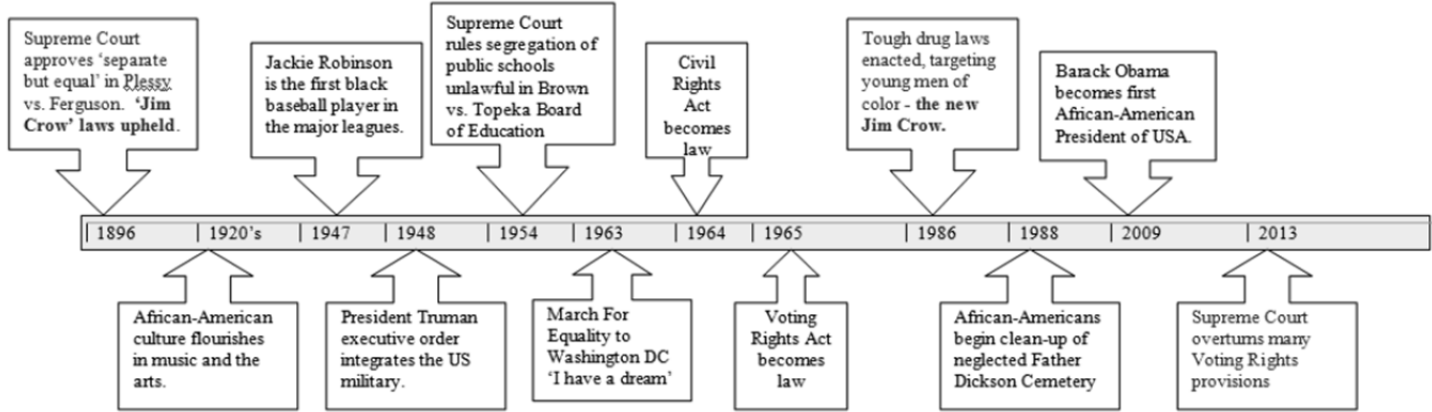 Supreme Court
approves ‘separate
but equal’ in Plessy
vs. Ferguson. ‘Jim
Crow’ laws upheld.
Jackie Robinson
is the first black
baseball player in
the major leagues.
Supreme Court
rules segregation of
public schools
unlawful in Brown
vs. Topeka Board
of Education
Civil
Rights
Act
becomes
law
Tough drug laws
enacted, targeting
young men of
color - the new
Jim Crow.
Barack Obama
becomes first
African-American
President of USA.
1896 1920’s 1947 1948 1954 1963 1964 1965 1986 1988 2009 2013
African-American
culture flourishes
in music and the
arts.
President Truman
executive order
integrates the US
military.
March For
Equality to
Washington DC
‘I have a dream’
Voting
Rights Act
becomes
law
African-Americans
begin clean-up of
neglected Father
Dickson Cemetery
Supreme Court
overturns many
Voting Rights
provisions